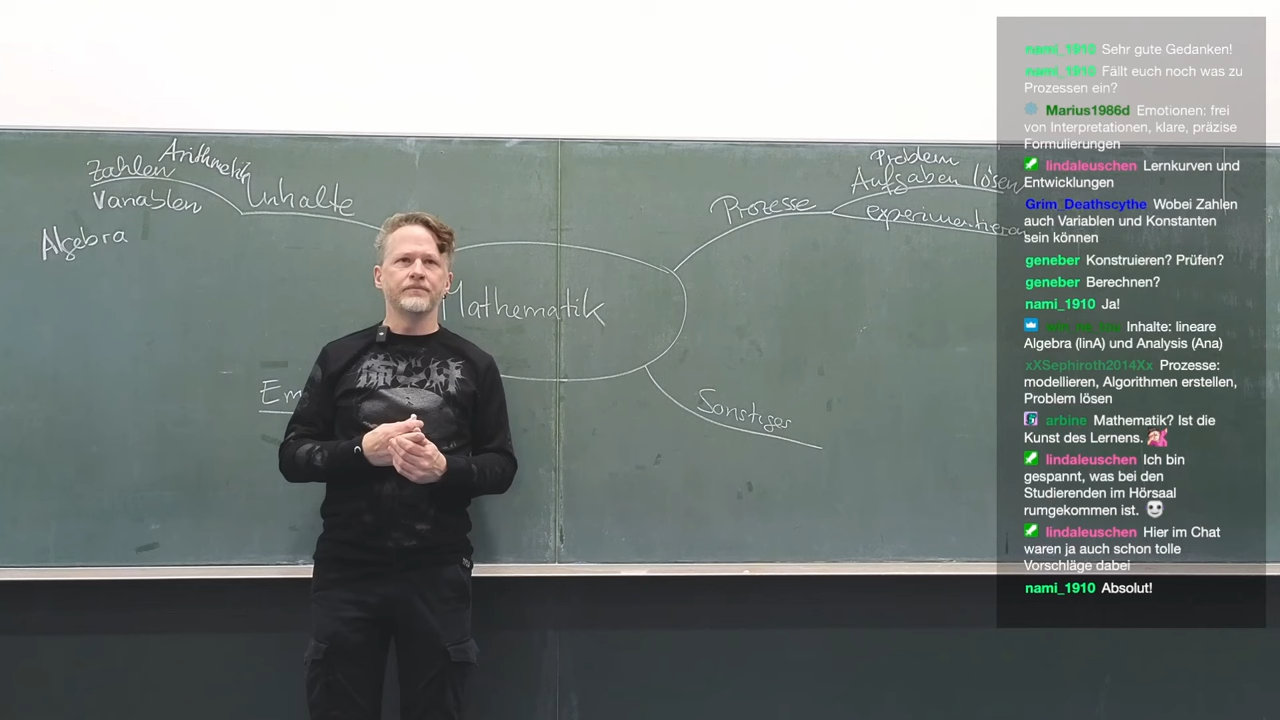 Arithmetik
Zahlen
Variablen
Inhalte
Algebra
Mathematik
Em
Problem
Aufgaben lösen
Prozesse
experimentieren
Sonstiges
nami_1910 Sehr gute Gedanken!
nami_1910 Fällt euch noch was zu
Prozessen ein?
Marius1986d Emotionen: frei
von Interpretationen, klare, präzise
Formulierungen
lindaleuschen Lernkurven und
Entwicklungen
Grim_Deathscythe Wobei Zahlen
auch Variablen und Konstanten
sein können
geneber Konstruieren? Prüfen?
geneber Berechnen?
nami_1910 Ja!
Inhalte: lineare
Algebra (linA) und Analysis (Ana)
xXSephiroth2014Xx Prozesse:
modellieren, Algorithmen erstellen,
Problem lösen
arbine Mathematik? Ist die
Kunst des Lernens.
lindaleuschen Ich bin
gespannt, was bei den
Studierenden im Hörsaal
rumgekommen ist.
lindaleuschen Hier im Chat
waren ja auch schon tolle
Vorschläge dabei
nami_1910 Absolut!